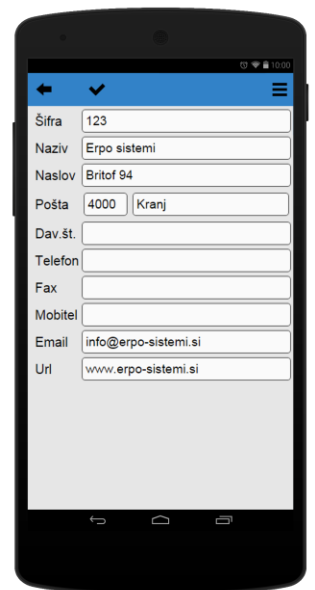 10:00
Šifra 123
Naziv Erpo sistemi
Naslov Britof 94
Pošta 4000 Kranj
Dav.št.
Telefon
Fax
Mobitel
Email info@erpo-sistemi.si
Url www.erpo-sistemi.si